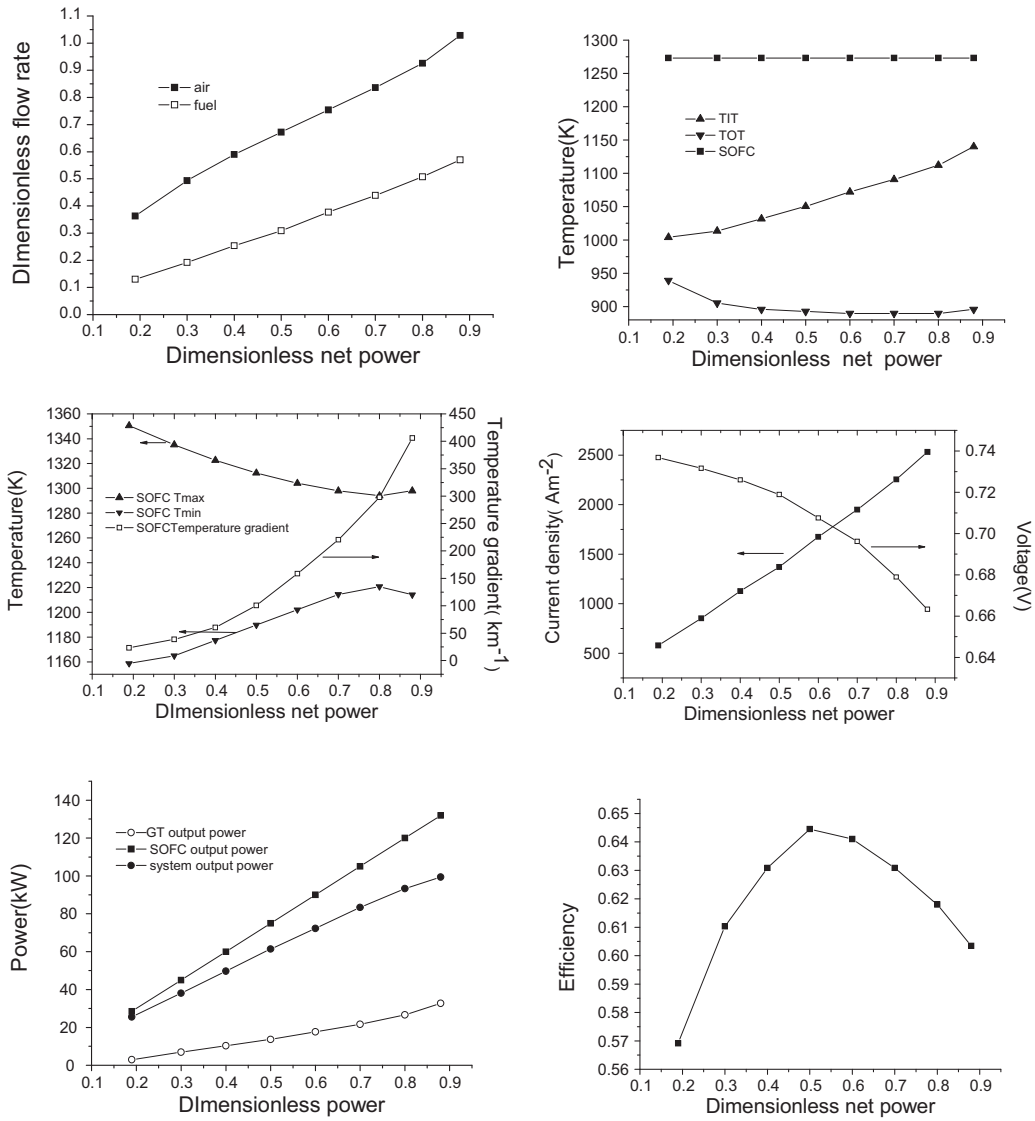 1.1
1.0
0.9
0.8
0.7
0.6
0.5
0.4
0.3
0.2
0.1
0.0
DImensionless flow rate
air
fuel
0.1 0.2 0.3 0.4 0.5 0.6 0.7 0.8 0.9
Dimensionless net power
1300
1250
1200
1150
1100
1050
1000
950
900
Temperature(K)
TIT
TOT
SOFC
0.1 0.2 0.3 0.4 0.5 0.6 0.7 0.8 0.9
Dimensionless net power
1360
1340
1320
1300
1280
1260
1240
1220
1200
1180
1160
Temperature(K)
SOFC Tmax
SOFC Tmin
SOFCTemperature gradient
450
400
350
300
250
200
150
100
50
0
Temperature gradient( km-1)
0.1 0.2 0.3 0.4 0.5 0.6 0.7 0.8 0.9
DImensionless net power
2500
2000
1500
1000
500
Current density( Am-2)
0.74
0.72
0.70
0.68
0.66
0.64
Voltage(V)
0.1 0.2 0.3 0.4 0.5 0.6 0.7 0.8 0.9
Dimensionless net power
140
120
100
80
60
40
20
0
Power(kW)
GT output power
SOFC output power
system output power
0.1 0.2 0.3 0.4 0.5 0.6 0.7 0.8 0.9
DImensionless power
0.65
0.64
0.63
0.62
0.61
0.60
0.59
0.58
0.57
0.56
Efficiency
0.1 0.2 0.3 0.4 0.5 0.6 0.7 0.8 0.9
Dimensionless net power